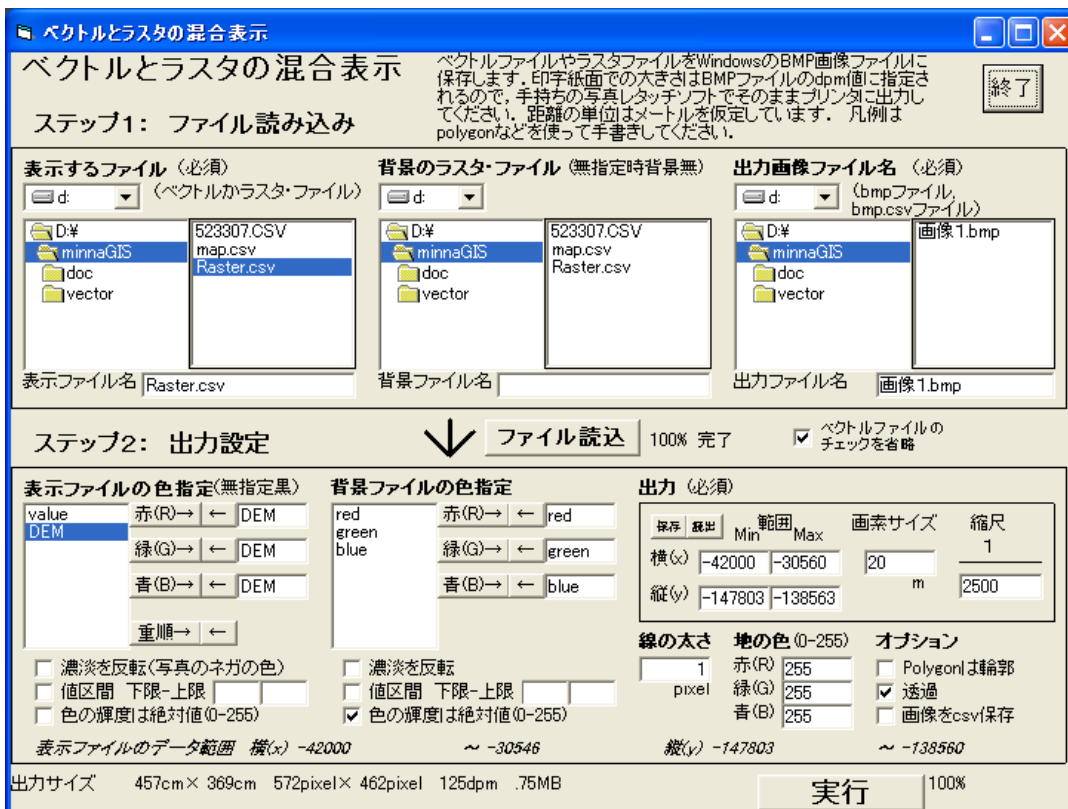 ベクトルとラスタの混合表示
ベクトルとラスタの混合表示
ベクトルファイルやラスタファイルをWindowsのBMP画像ファイルに
保存します. 印字紙面での大きさはBMPファイルのdpm値に指定さ
れるので, 手持ちの写真レタッチソフトでそのままプリンタに出力し
てください. 距離の単位はメートルを仮定しています. 凡例は
polygonなどを使って手書きしてください.
終了
ステップ1: ファイル読み込み
表示するファイル (必須)
d:
(ベクトルかラスタ・ファイル)
D:¥
minnaGIS
doc
vector
523307.CSV
map.csv
Raster.csv
表示ファイル名 Raster.csv
背景のラスタ・ファイル (無指定時背景無)
d:
D:¥
minnaGIS
doc
vector
523307.CSV
map.csv
Raster.csv
背景ファイル名
出力画像ファイル名 (必須)
d:
(bmpファイル,
bmp.csvファイル)
D:¥
minnaGIS
doc
vector
画像1.bmp
出力ファイル名 画像1.bmp
ステップ2: 出力設定
ファイル読込 100% 完了
ベクトルファイルの
チェックを省略
表示ファイルの色指定(無指定黒)
value
DEM
赤(R)→ ← DEM
緑(G)→ ← DEM
青(B)→ ← DEM
重順→ ←
濃淡を反転(写真のネガの色)
値区間 下限-上限
色の輝度は絶対値(0-255)
背景ファイルの色指定
red
green
blue
赤(R)→ ← red
緑(G)→ ← green
青(B)→ ← blue
濃淡を反転
値区間 下限-上限
色の輝度は絶対値(0-255)
出力 (必須)
保存 読出 Min 範囲 Max 画素サイズ 縮尺
1
横(x) -42000 -30560 20 m 2500
縦(y) -147803 -138563
線の太さ
1
pixel
地の色(0-255)
赤(R) 255
緑(G) 255
青(B) 255
オプション
Polygonは輪郭
透過
画像をcsv保存
表示ファイルのデータ範囲 横(x) -42000 ~ -30546 縦(y) -147803 ~ -138560
出力サイズ 457cm× 369cm 572pixel× 462pixel 125dpm .75MB
実行 100%